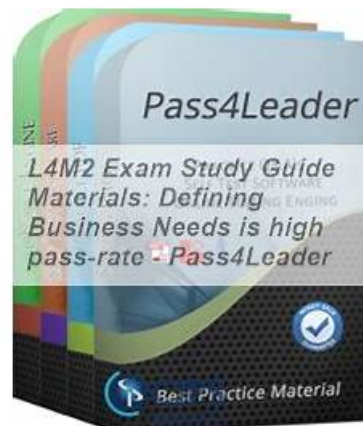 Pass4Leader
L4M2 Exam Study Guide
Materials: Defining
Business Needs is high
pass-rate - Pass4Leader
Best Practice Material